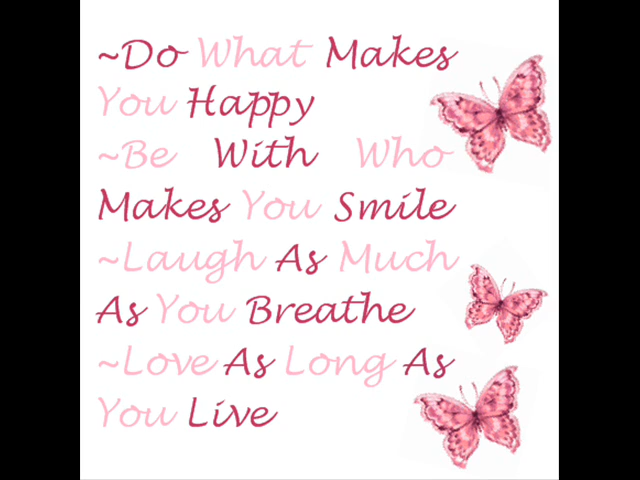 ~Do What Makes
You Happy
~Be With Who
Makes You Smile
~Laugh As Much
As You Breathe
~Love As Long As
You Live